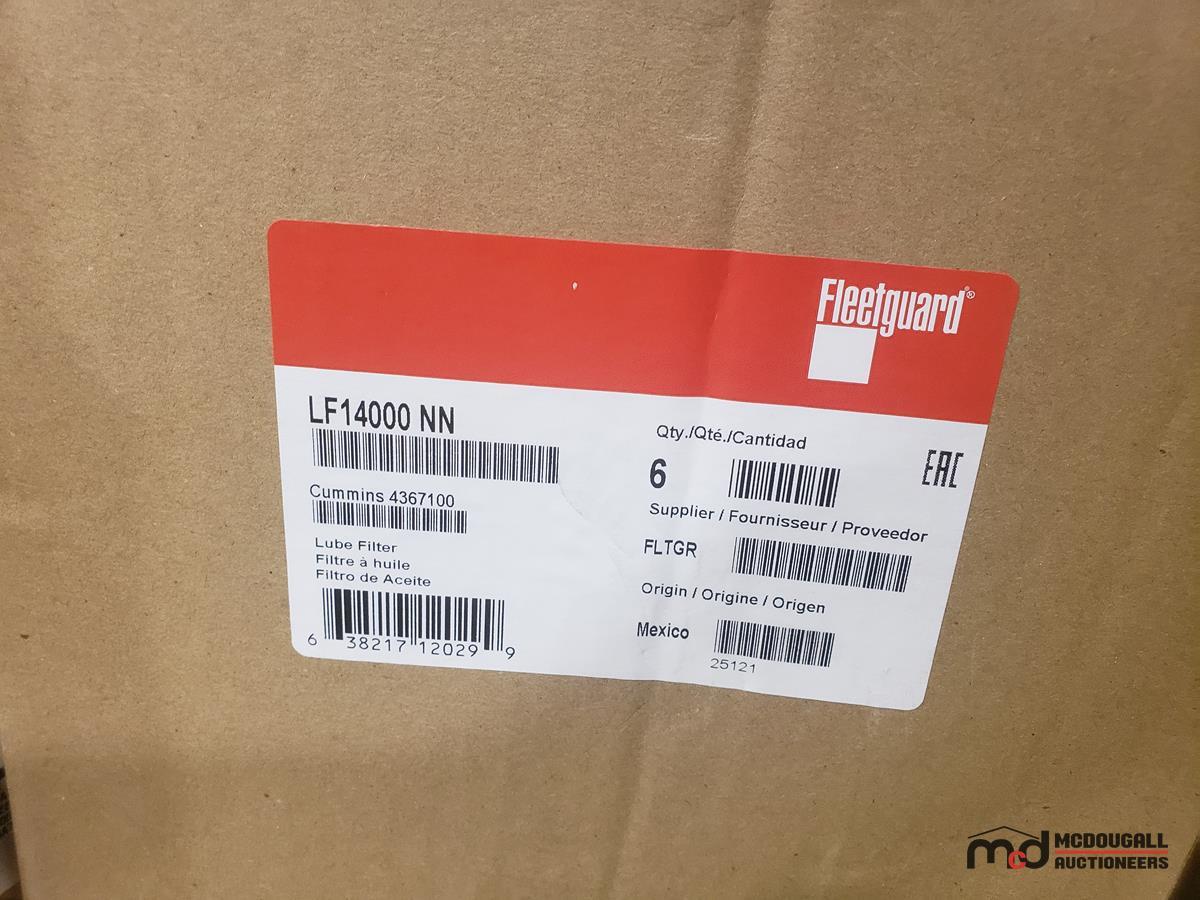 Fleetguard®
LF14000 NN
Cummins 4367100
Lube Filter
Filtre à huile
Filtro de Aceite
6 38217 12029 9
Qty./Qté./Cantidad
6
EAC
Supplier / Fournisseur / Proveedor
FLTGR
Origin / Origine / Origen
Mexico
25121
mcd MCDOUGALL
AUCTIONEERS